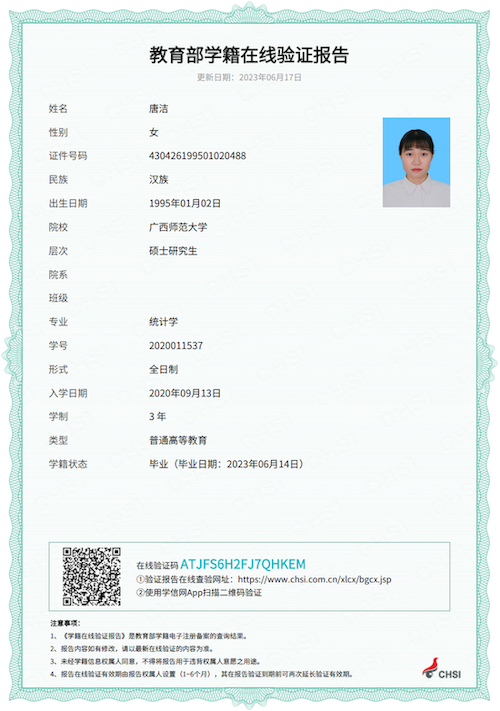 教育部学籍在线验证报告
更新日期：2023年06月17日
姓名 唐洁
性别 女
证件号码 430426199501020488
民族 汉族
出生日期 1995年01月02日
院校 广西师范大学
层次 硕士研究生
院系
班级
专业 统计学
学号 2020011537
形式 全日制
入学日期 2020年09月13日
学制 3 年
类型 普通高等教育
学籍状态 毕业（毕业日期：2023年06月14日）
在线验证码 ATJFS6H2FJ7QHKEM
①验证报告在线查验网址：https://www.chsi.com.cn/xlcx/bgcx.jsp
②使用学信网App扫描二维码验证
注意事项：
1、《学籍在线验证报告》是教育部学籍电子注册备案的查询结果。
2、报告内容如有修改，请以最新在线验证的内容为准。
3、未经学籍信息权属人同意，不得将报告用于违背权属人意愿之用途。
4、报告在线验证有效期由报告权属人设置（1~6个月），其在报告验证到期前可再次延长验证有效期。
CHSI